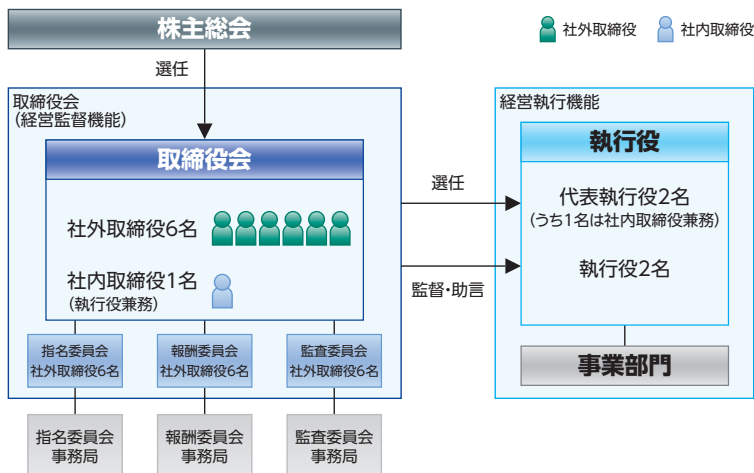 株主総会
社外取締役
社内取締役
選任
取締役会
(経営監督機能)
取締役会
社外取締役6名
社内取締役1名
(執行役兼務)
指名委員会
社外取締役6名
報酬委員会
社外取締役6名
監査委員会
社外取締役6名
指名委員会
事務局
報酬委員会
事務局
監査委員会
事務局
選任
監督・助言
経営執行機能
執行役
代表執行役2名
(うち1名は社内取締役兼務)
執行役2名
事業部門